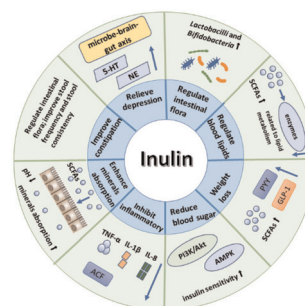 Inulin
Relieve
depression
Regulate
intestinal
flora
Regulate
blood lipids
Weight
loss
Reduce
blood sugar
Inhibit
inflammatory
Enhance
minerals
absorption
Improve
constipation
microbe-brain-
gut axis
5-HT
NE
Lactobacilli and
Bifidobacteria ↑
SCFAs ↑
enzymes
related to lipid
metabolism
PYY
GLP-1
SCFAs ↑
PI3K/Akt
AMPK
insulin sensitivity ↑
TNF-α
IL-1β
IL-8
ACF
pH ↓
SCFAs
minerals absorption ↑
Regulate intestinal
flora; improve stool
frequency and stool
consistency